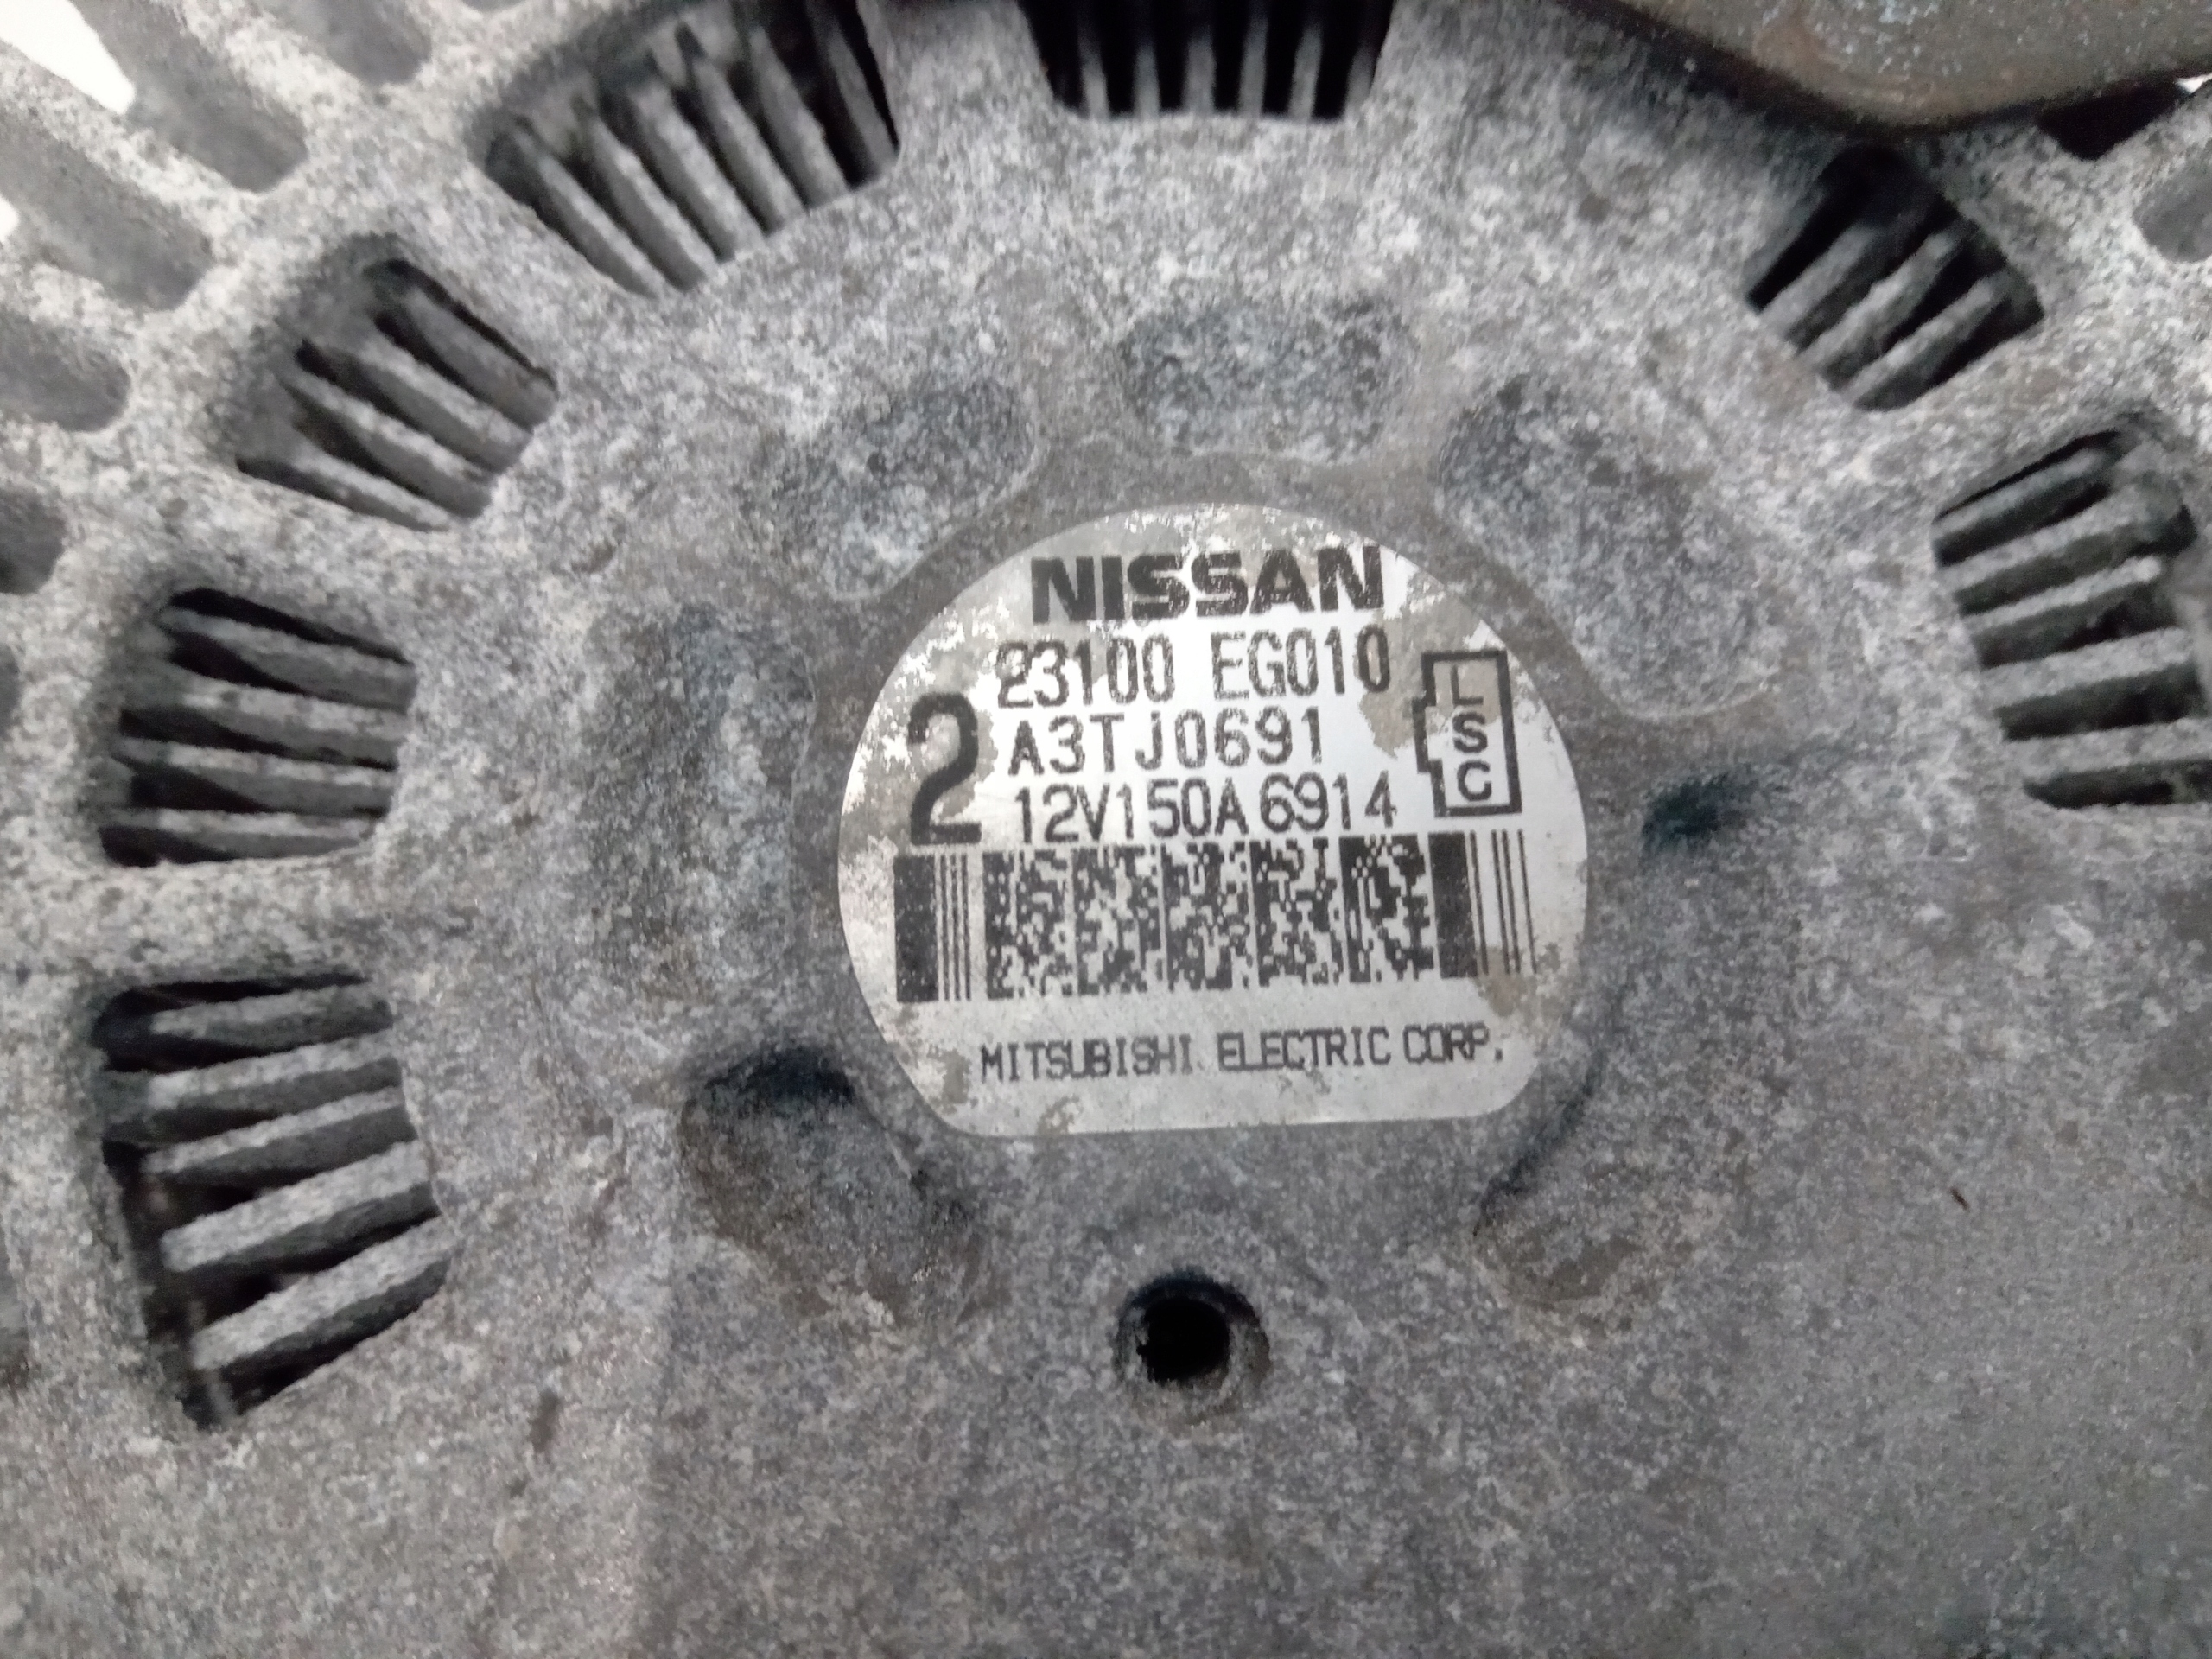 NISSAN
23100 EG010
2 A3TJ0691
12V150A 6914
L
S
C
MITSUBISHI ELECTRIC CORP.